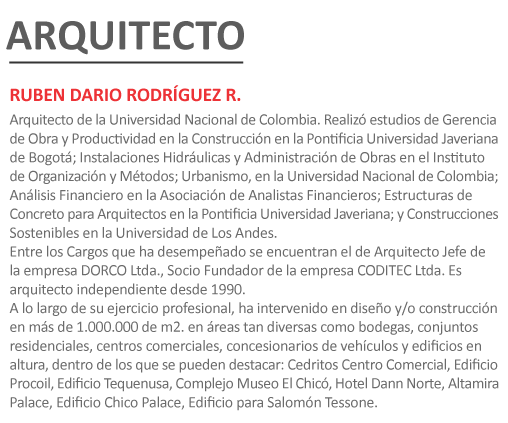 ARQUITECTO
RUBEN DARIO RODRÍGUEZ R.
Arquitecto de la Universidad Nacional de Colombia. Realizó estudios de Gerencia
de Obra y Productividad en la Construcción en la Pontificia Universidad Javeriana
de Bogotá; Instalaciones Hidráulicas y Administración de Obras en el Instituto
de Organización y Métodos; Urbanismo, en la Universidad Nacional de Colombia;
Análisis Financiero en la Asociación de Analistas Financieros; Estructuras de
Concreto para Arquitectos en la Pontificia Universidad Javeriana; y Construcciones
Sostenibles en la Universidad de Los Andes.
Entre los Cargos que ha desempeñado se encuentran el de Arquitecto Jefe de
la empresa DORCO Ltda., Socio Fundador de la empresa CODITEC Ltda. Es
arquitecto independiente desde 1990.
A lo largo de su ejercicio profesional, ha intervenido en diseño y/o construcción
en más de 1.000.000 de m2. en áreas tan diversas como bodegas, conjuntos
residenciales, centros comerciales, concesionarios de vehículos y edificios en
altura, dentro de los que se pueden destacar: Cedritos Centro Comercial, Edificio
Procoil, Edificio Tequenusa, Complejo Museo El Chicó, Hotel Dann Norte, Altamira
Palace, Edificio Chico Palace, Edificio para Salomón Tessone.